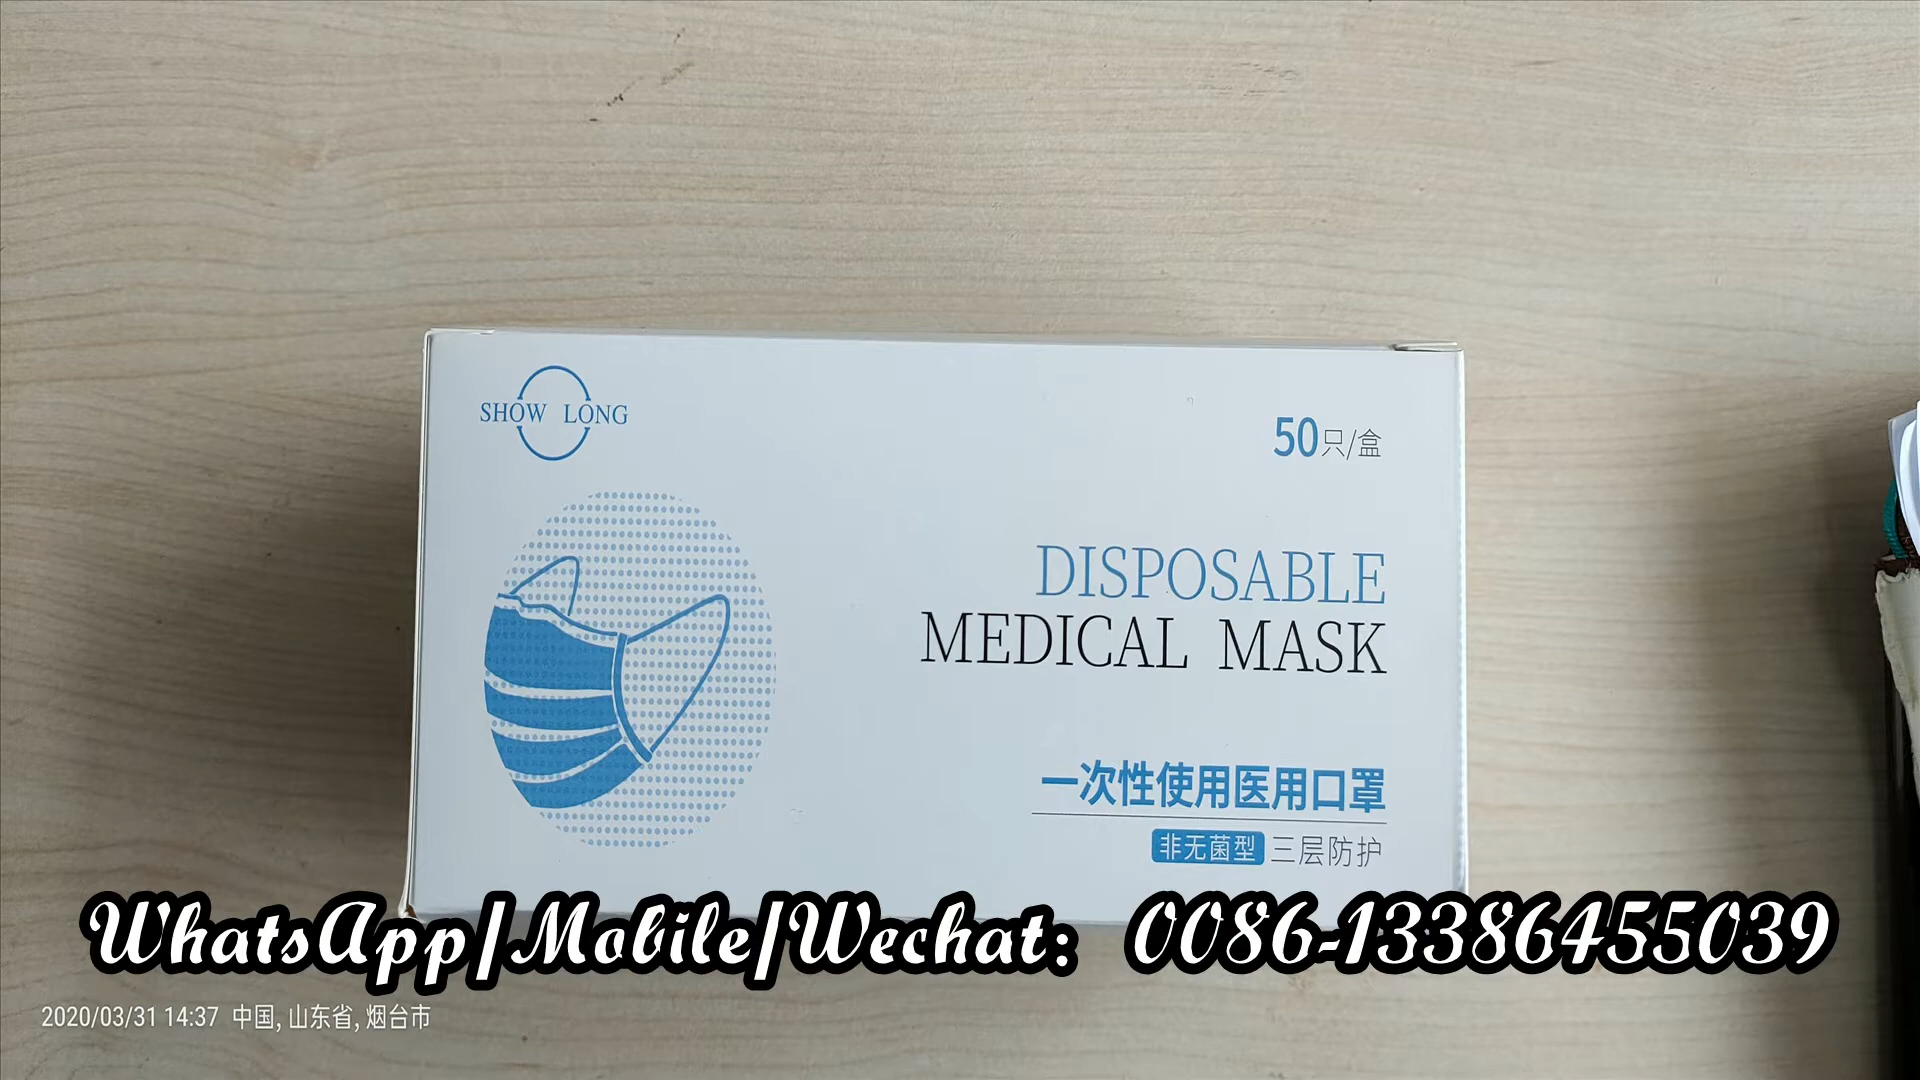 SHOW LONG
50只/盒
DISPOSABLE
MEDICAL MASK
一次性使用医用口罩
非无菌型 三层防护
WhatsApp/Mobile/Wechat: 0086-13386455039
2020/03/31 14:37 中国, 山东省, 烟台市